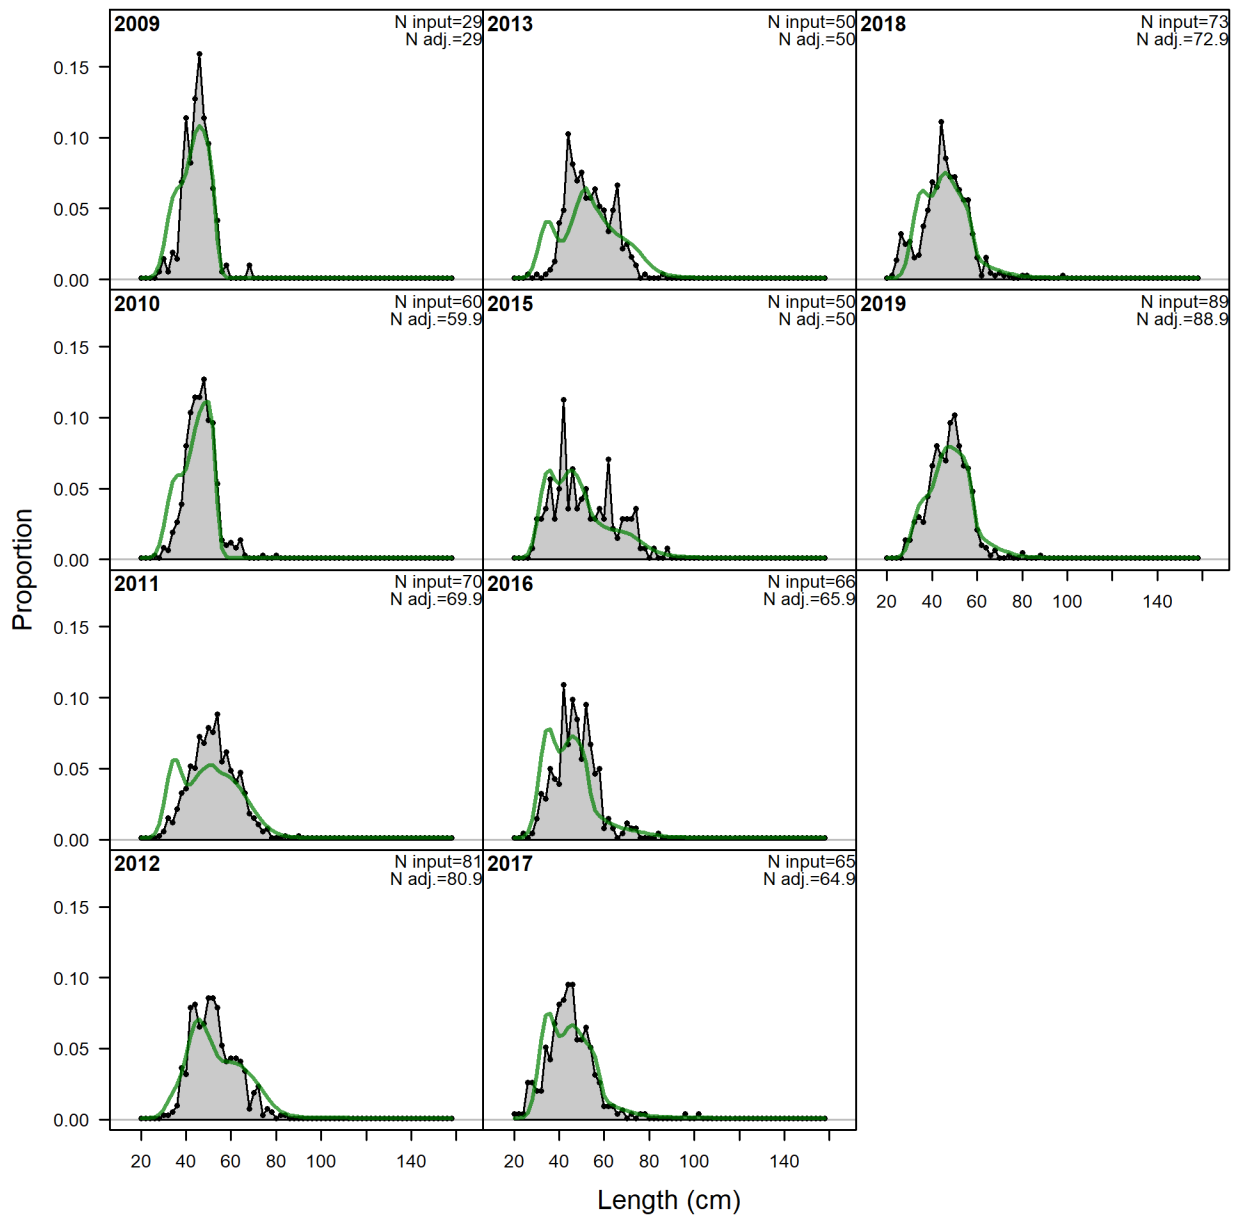 2009
N input=29
N adj.=29
2013
N input=50
N adj.=50
2018
N input=73
N adj.=72.9
0.15
0.10
0.05
0.00
2010
N input=60
N adj.=59.9
2015
N input=50
N adj.=50
2019
N input=89
N adj.=88.9
0.15
0.10
0.05
0.00
20 40 60 80 100 140
2011
N input=70
N adj.=69.9
2016
N input=66
N adj.=65.9
0.15
0.10
0.05
0.00
2012
N input=81
N adj.=80.9
2017
N input=65
N adj.=64.9
0.15
0.10
0.05
0.00
20 40 60 80 100 140
20 40 60 80 100 140
Proportion
Length (cm)